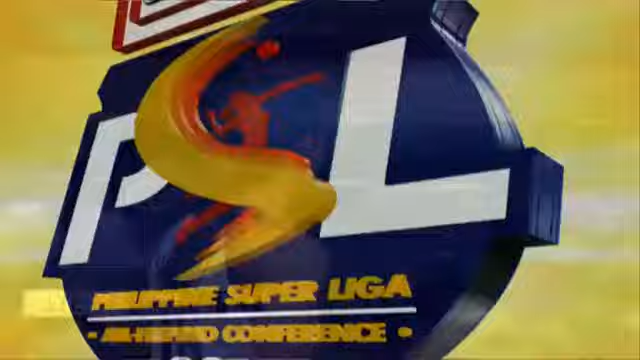 PSL
PHILIPPINE SUPER LIGA
• ALL-FILIPINO CONFERENCE •